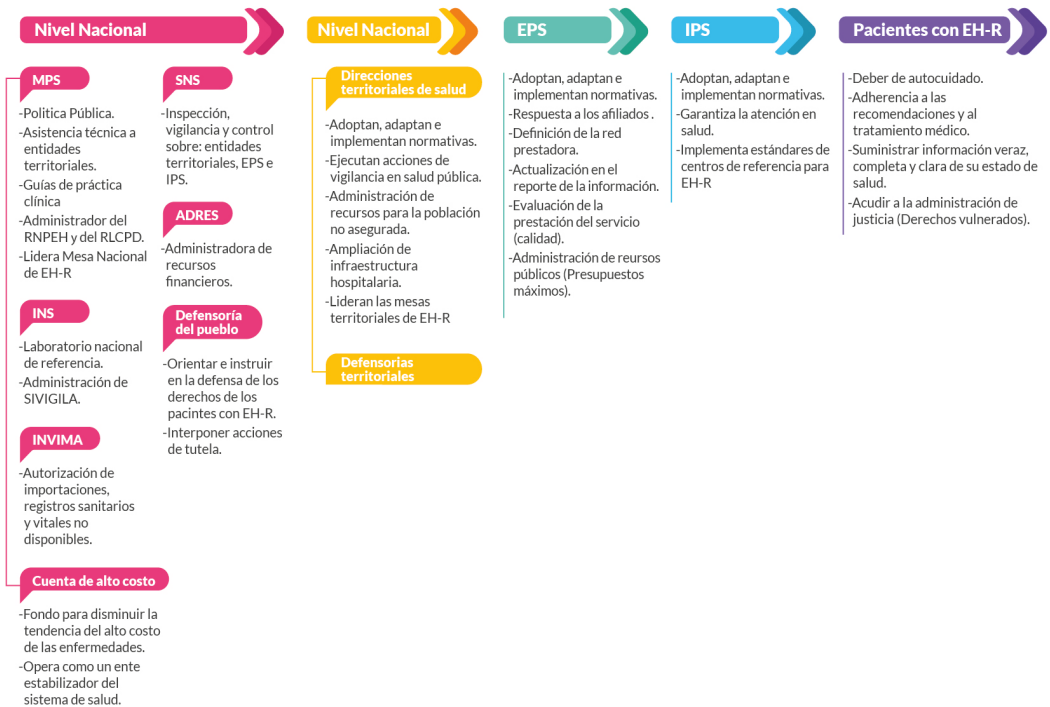 Nivel Nacional
MPS
-Politica Pública.
-Asistencia técnica a
entidades
territoriales.
-Guías de práctica
clínica
-Administrador del
RNPEH y del RLCPD.
-Lidera Mesa Nacional
de EH-R
INS
-Laboratorio nacional
de referencia.
-Administración de
SIVIGILA.
INVIMA
-Autorización de
importaciones,
registros sanitarios
y vitales no
disponibles.
Cuenta de alto costo
-Fondo para disminuir la
tendencia del alto costo
de las enfermedades.
-Opera como un ente
estabilizador del
sistema de salud.
SNS
-Inspección,
vigilancia y control
sobre: entidades
territoriales, EPS e
IPS.
ADRES
-Administradora de
recursos
financieros.
Defensoría
del pueblo
-Orientar e instruir
en la defensa de los
derechos de los
pacintes con EH-R.
-Interponer acciones
de tutela.
Nivel Nacional
Direcciones
territoriales de salud
-Adoptan, adaptan e
implementan normativas.
-Ejecutan acciones de
vigilancia en salud pública.
-Administración de
recursos para la población
no asegurada.
-Ampliación de
infraestructura
hospitalaria.
-Lideran las mesas
territoriales de EH-R
Defensorias
territoriales
EPS
-Adoptan, adaptan e
implementan normativas.
-Respuesta a los afiliados .
-Definición de la red
prestadora.
-Actualización en el
reporte de la información.
-Evaluación de la
prestación del servicio
(calidad).
-Administración de reursos
públicos (Presupuestos
máximos).
IPS
-Adoptan, adaptan e
implementan normativas.
-Garantiza la atención en
salud.
-Implementa estándares de
centros de referencia para
EH-R
Pacientes con EH-R
-Deber de autocuidado.
-Adherencia a las
recomendaciones y al
tratamiento médico.
-Suministrar información veraz,
completa y clara de su estado de
salud.
-Acudir a la administración de
justicia (Derechos vulnerados).